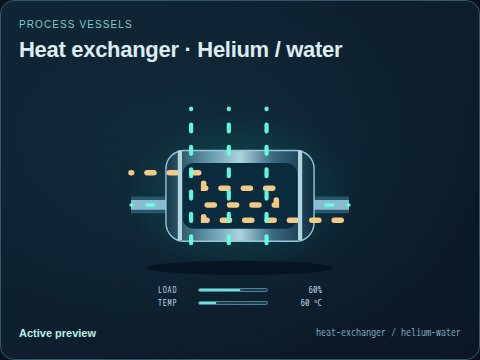 PROCESS VESSELS
Heat exchanger · Helium / water
LOAD 60%
TEMP 60 °C
Active preview
heat-exchanger / helium-water